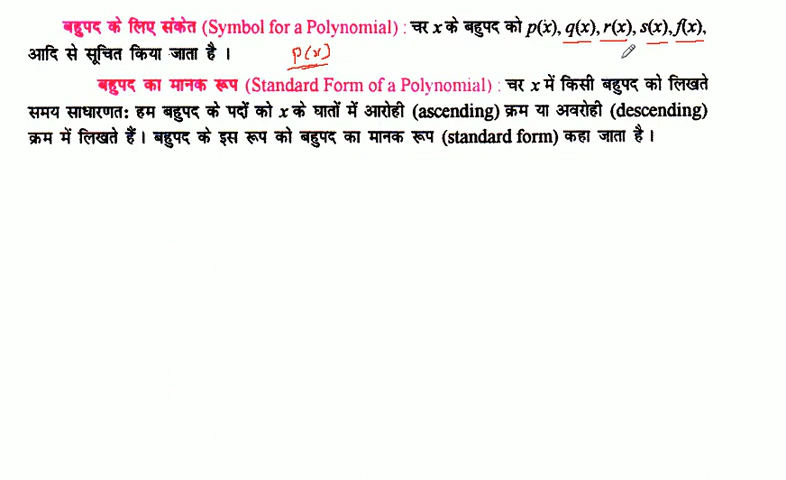 बहुपद के लिए संकेत (Symbol for a Polynomial) : चर x के बहुपद को p(x), q(x), r(x), s(x), f(x),
आदि से सूचित किया जाता है ।
p(x)
बहुपद का मानक रूप (Standard Form of a Polynomial) : चर x में किसी बहुपद को लिखते
समय साधारणत: हम बहुपद के पदों को x के घातों में आरोही (ascending) क्रम या अवरोही (descending)
क्रम में लिखते हैं । बहुपद के इस रूप को बहुपद का मानक रूप (standard form) कहा जाता है ।